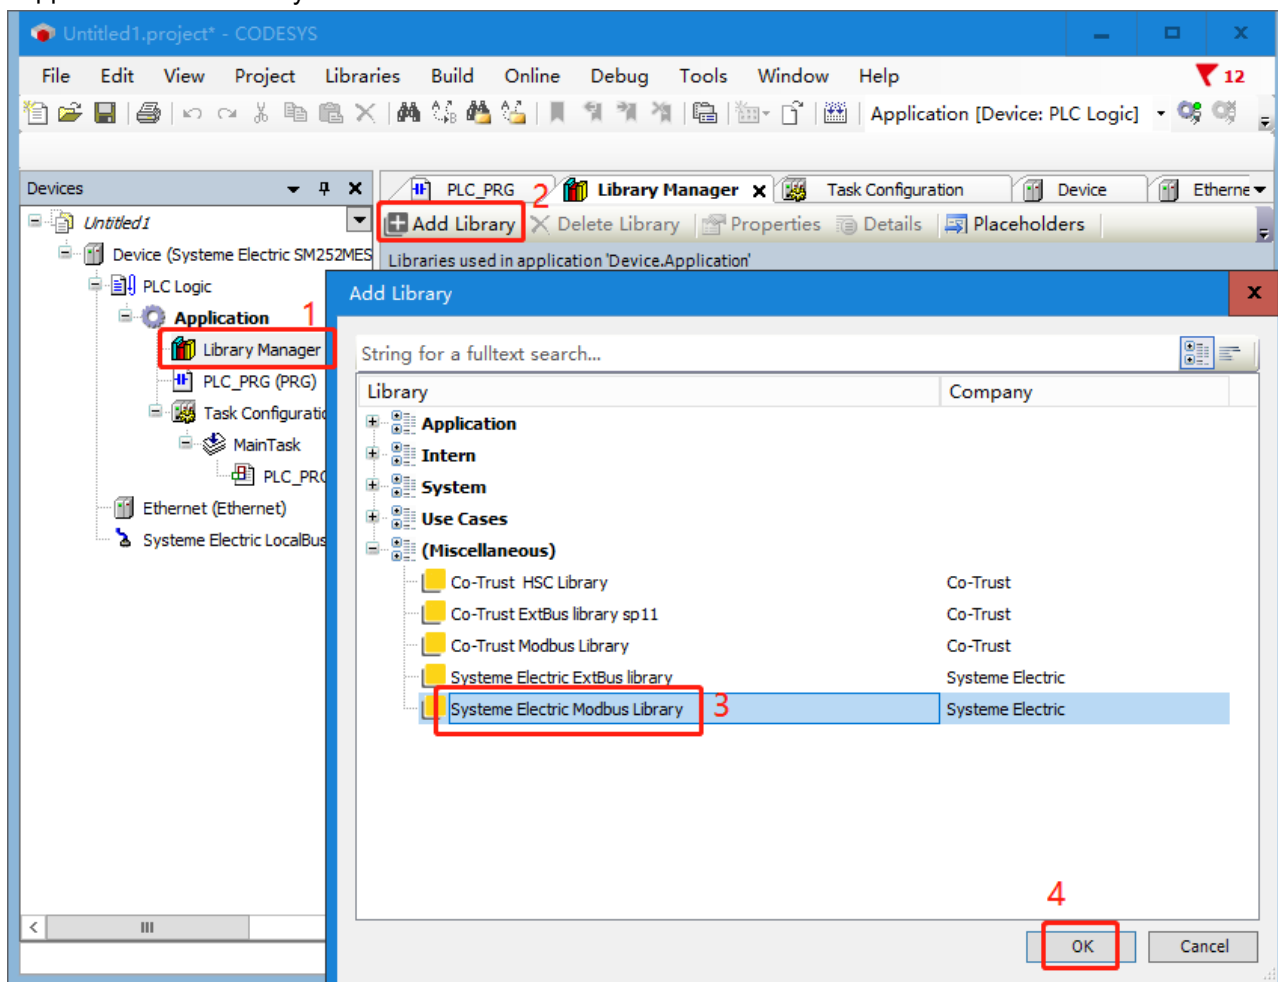 Untitled1.project* - CODESYS
File Edit View Project Libraries Build Online Debug Tools Window Help 12
Application [Device: PLC Logic]
Devices
PLC_PRG 2 Library Manager Task Configuration Device Etherne
Untitled1
Add Library Delete Library Properties Details Placeholders
Device (Systeme Electric SM252MES
Libraries used in application 'Device.Application'
PLC Logic
Application 1
Library Manager
PLC_PRG (PRG)
Task Configuratio
MainTask
PLC_PRG
Ethernet (Ethernet)
Systeme Electric LocalBus
Add Library
String for a fulltext search...
Library Company
Application
Intern
System
Use Cases
(Miscellaneous)
Co-Trust HSC Library Co-Trust
Co-Trust ExtBus library sp11 Co-Trust
Co-Trust Modbus Library Co-Trust
Systeme Electric ExtBus library Systeme Electric
Systeme Electric Modbus Library 3 Systeme Electric
4
OK Cancel